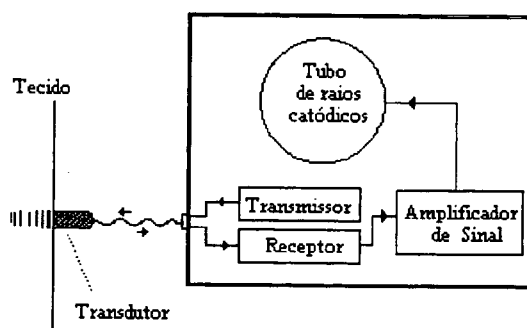 Tecido
Tubo
de raios
catódicos
Transmissor
Receptor
Amplificador
de Sinal
Transdutor